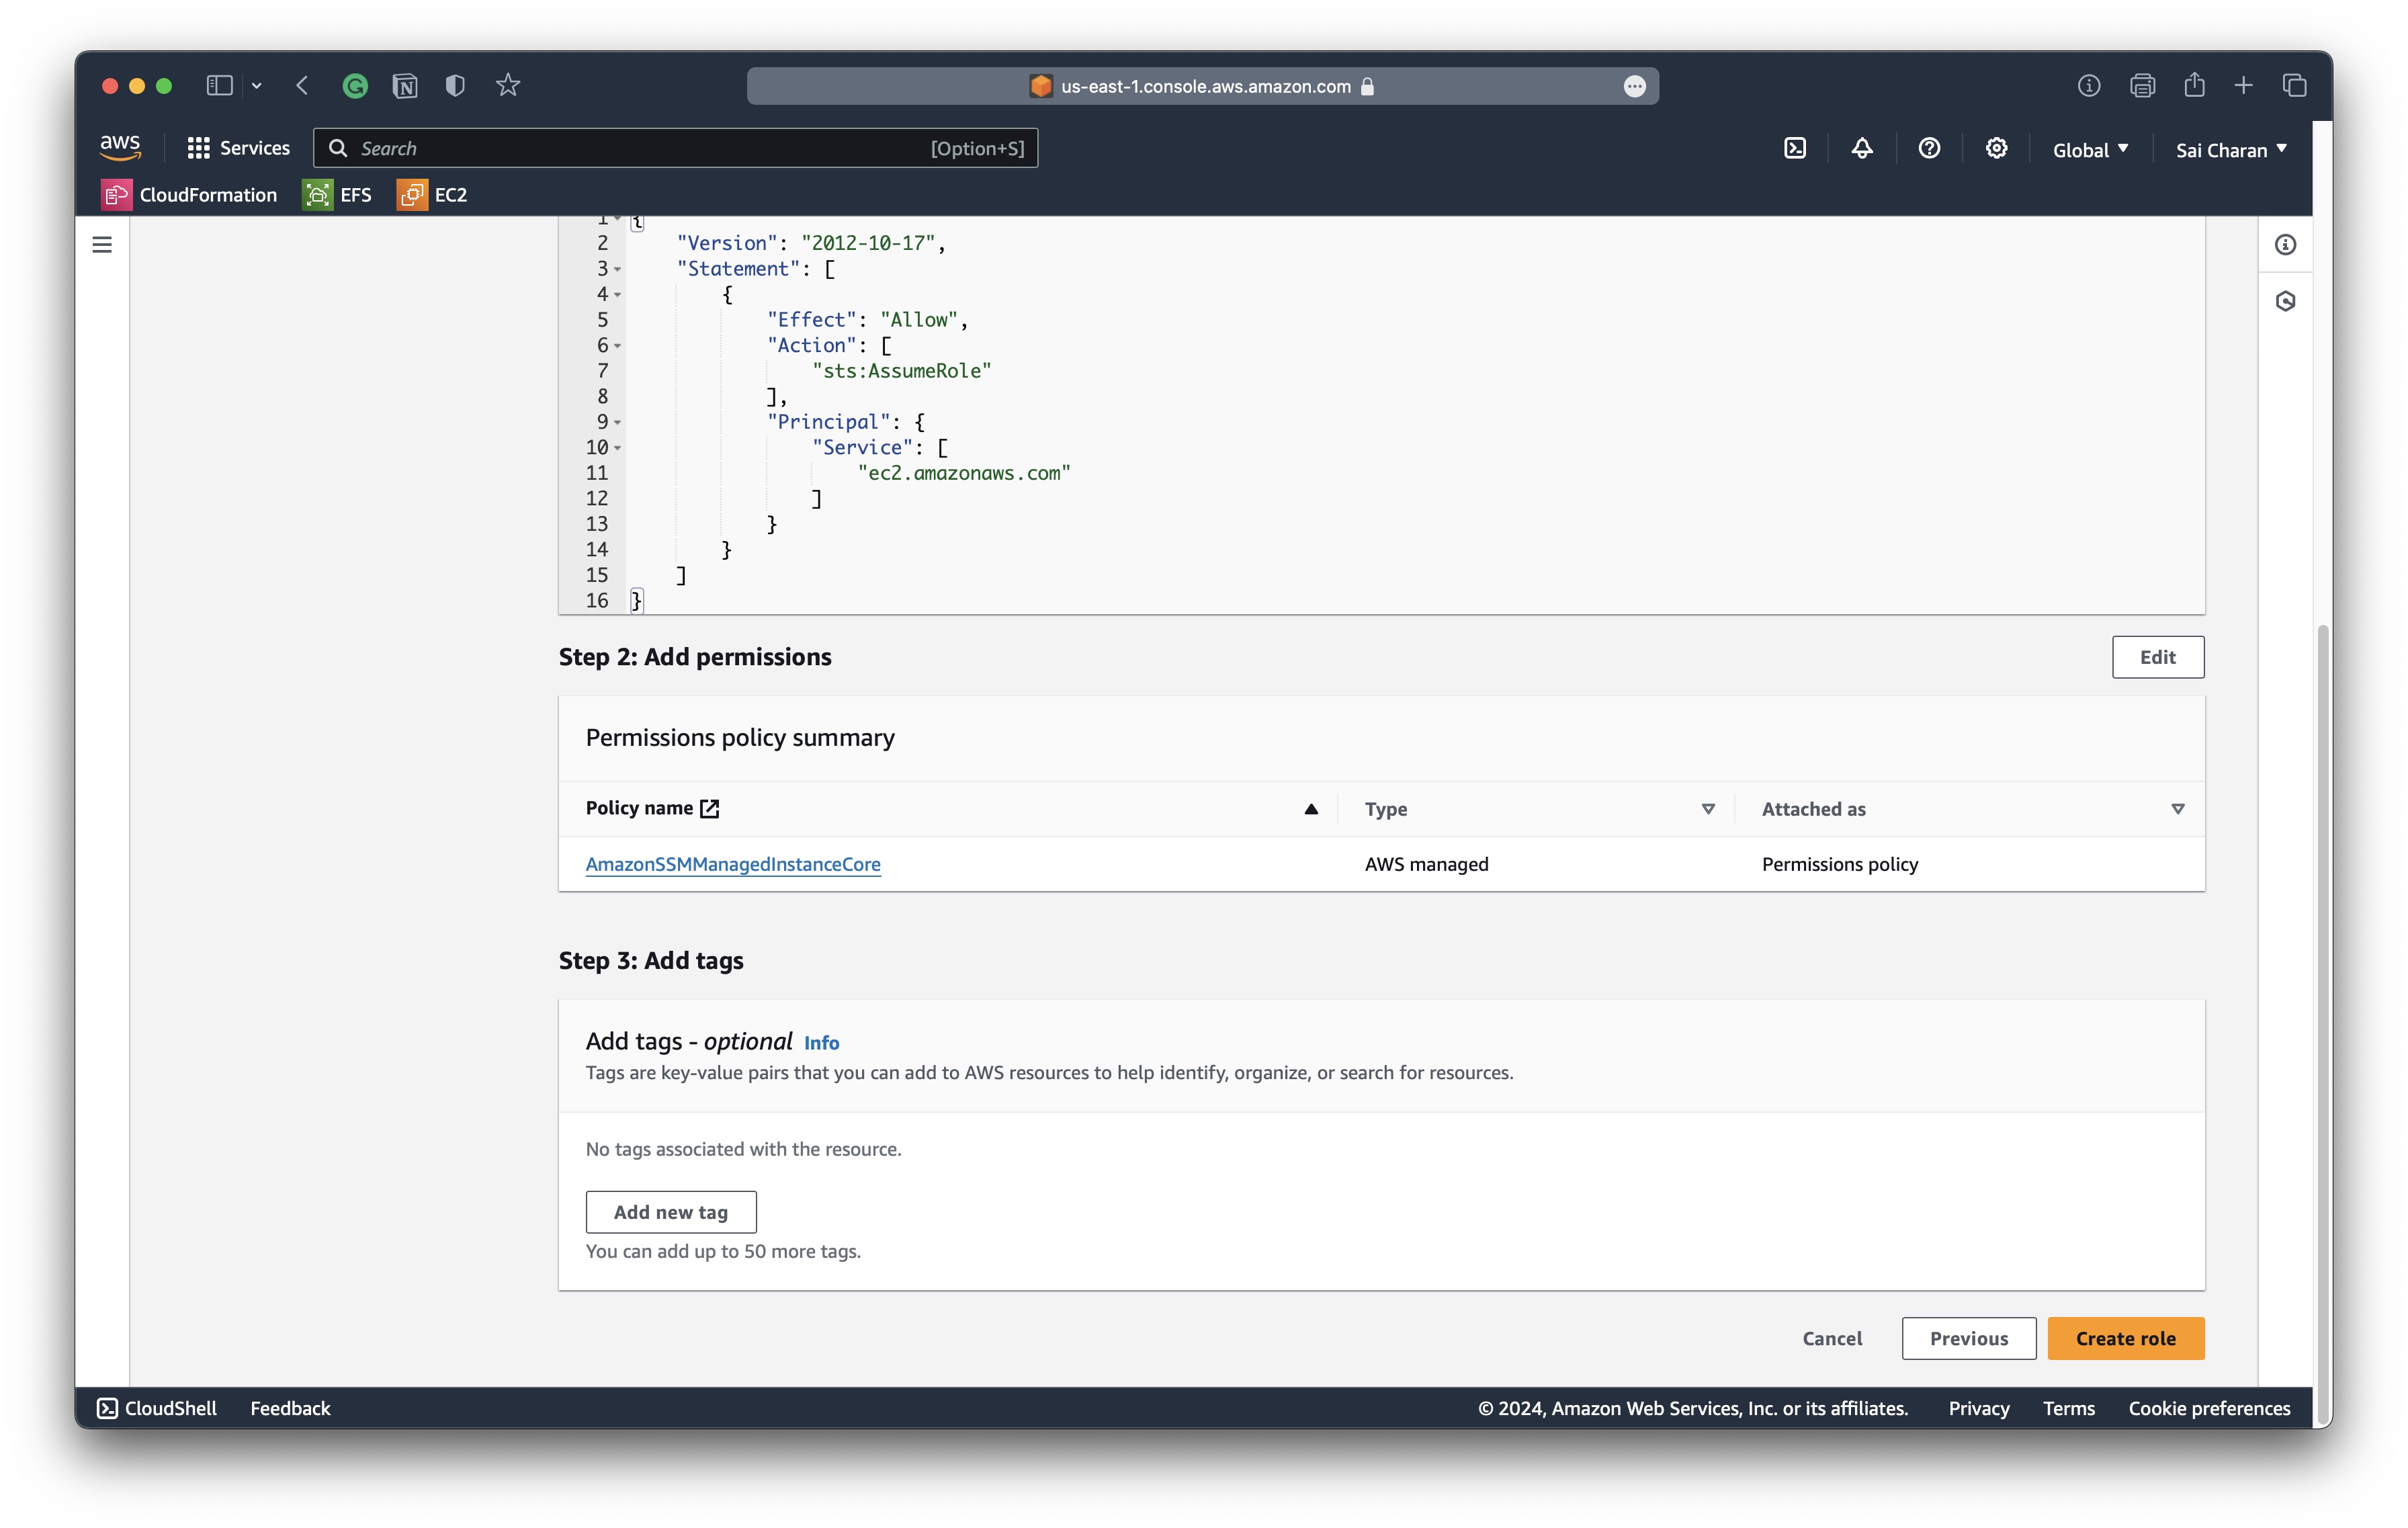 us-east-1.console.aws.amazon.com
aws
Services
Search
[Option+S]
Global
Sai Charan
CloudFormation
EFS
EC2
1 {
2 "Version": "2012-10-17",
3 "Statement": [
4 {
5 "Effect": "Allow",
6 "Action": [
7 "sts:AssumeRole"
8 ],
9 "Principal": {
10 "Service": [
11 "ec2.amazonaws.com"
12 ]
13 }
14 }
15 ]
16 }
Step 2: Add permissions
Edit
Permissions policy summary
Policy name
Type
Attached as
AmazonSSMManagedInstanceCore
AWS managed
Permissions policy
Step 3: Add tags
Add tags - optional Info
Tags are key-value pairs that you can add to AWS resources to help identify, organize, or search for resources.
No tags associated with the resource.
Add new tag
You can add up to 50 more tags.
Cancel
Previous
Create role
CloudShell
Feedback
© 2024, Amazon Web Services, Inc. or its affiliates.
Privacy
Terms
Cookie preferences